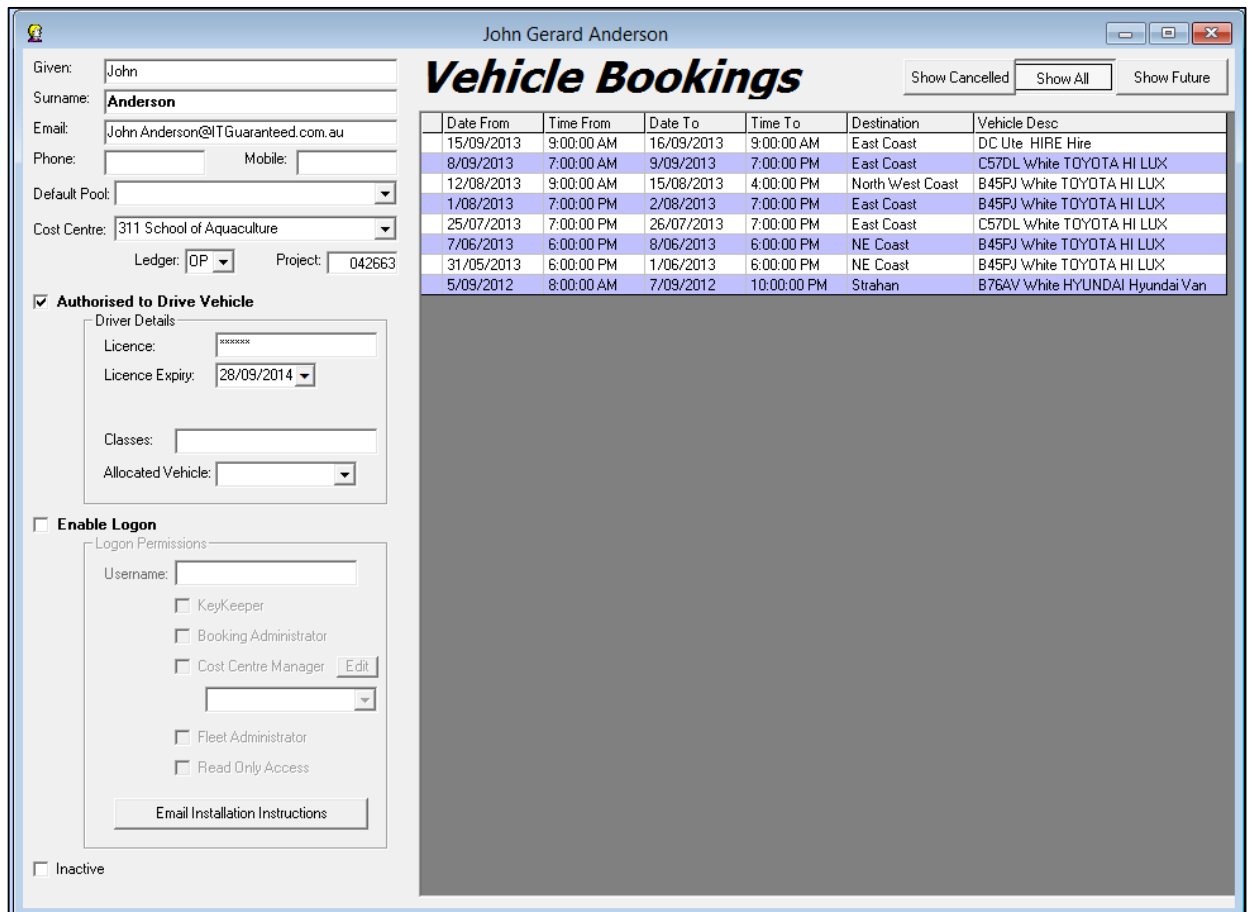 John Gerard Anderson
Given: John
Surname: Anderson
Email: John.Anderson@ITGuaranteed.com.au
Phone: Mobile:
Default Pool:
Cost Centre: 311 School of Aquaculture
Ledger: OP Project: 042663
Authorised to Drive Vehicle
Driver Details
Licence: ******
Licence Expiry: 28/09/2014
Classes:
Allocated Vehicle:
Enable Logon
Logon Permissions
Username:
KeyKeeper
Booking Administrator
Cost Centre Manager Edit
Fleet Administrator
Read Only Access
Email Installation Instructions
Inactive
Vehicle Bookings
Show Cancelled Show All Show Future
Date From Time From Date To Time To Destination Vehicle Desc
15/09/2013 9:00:00 AM 16/09/2013 9:00:00 AM East Coast DC Ute HIRE Hire
8/09/2013 7:00:00 AM 9/09/2013 7:00:00 PM East Coast C57DL White TOYOTA HI LUX
12/08/2013 9:00:00 AM 15/08/2013 4:00:00 PM North West Coast B45PJ White TOYOTA HI LUX
1/08/2013 7:00:00 PM 2/08/2013 7:00:00 PM East Coast B45PJ White TOYOTA HI LUX
25/07/2013 7:00:00 PM 26/07/2013 7:00:00 PM East Coast C57DL White TOYOTA HI LUX
7/06/2013 6:00:00 PM 8/06/2013 6:00:00 PM NE Coast B45PJ White TOYOTA HI LUX
31/05/2013 6:00:00 PM 1/06/2013 6:00:00 PM NE Coast B45PJ White TOYOTA HI LUX
5/09/2012 8:00:00 AM 7/09/2012 10:00:00 PM Strahan B76AV White HYUNDAI Hyundai Van